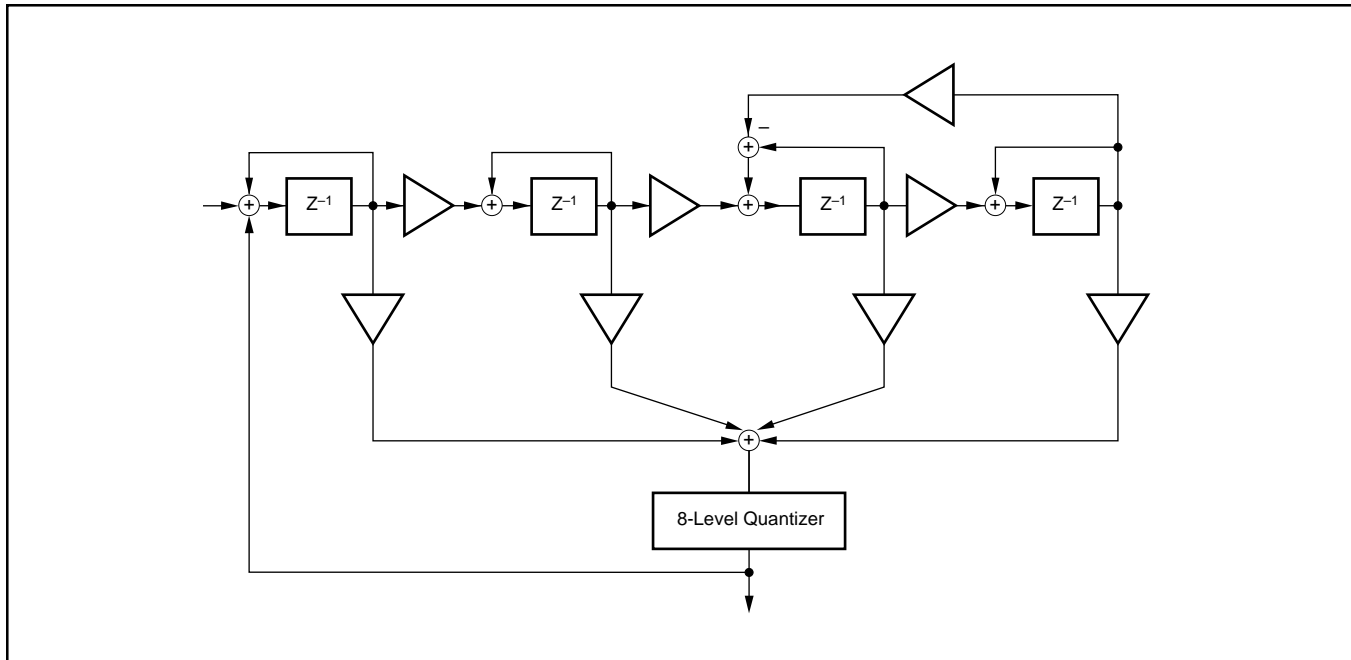 –
+
+ Z–1 + Z–1 + Z–1 + Z–1
+
8-Level Quantizer